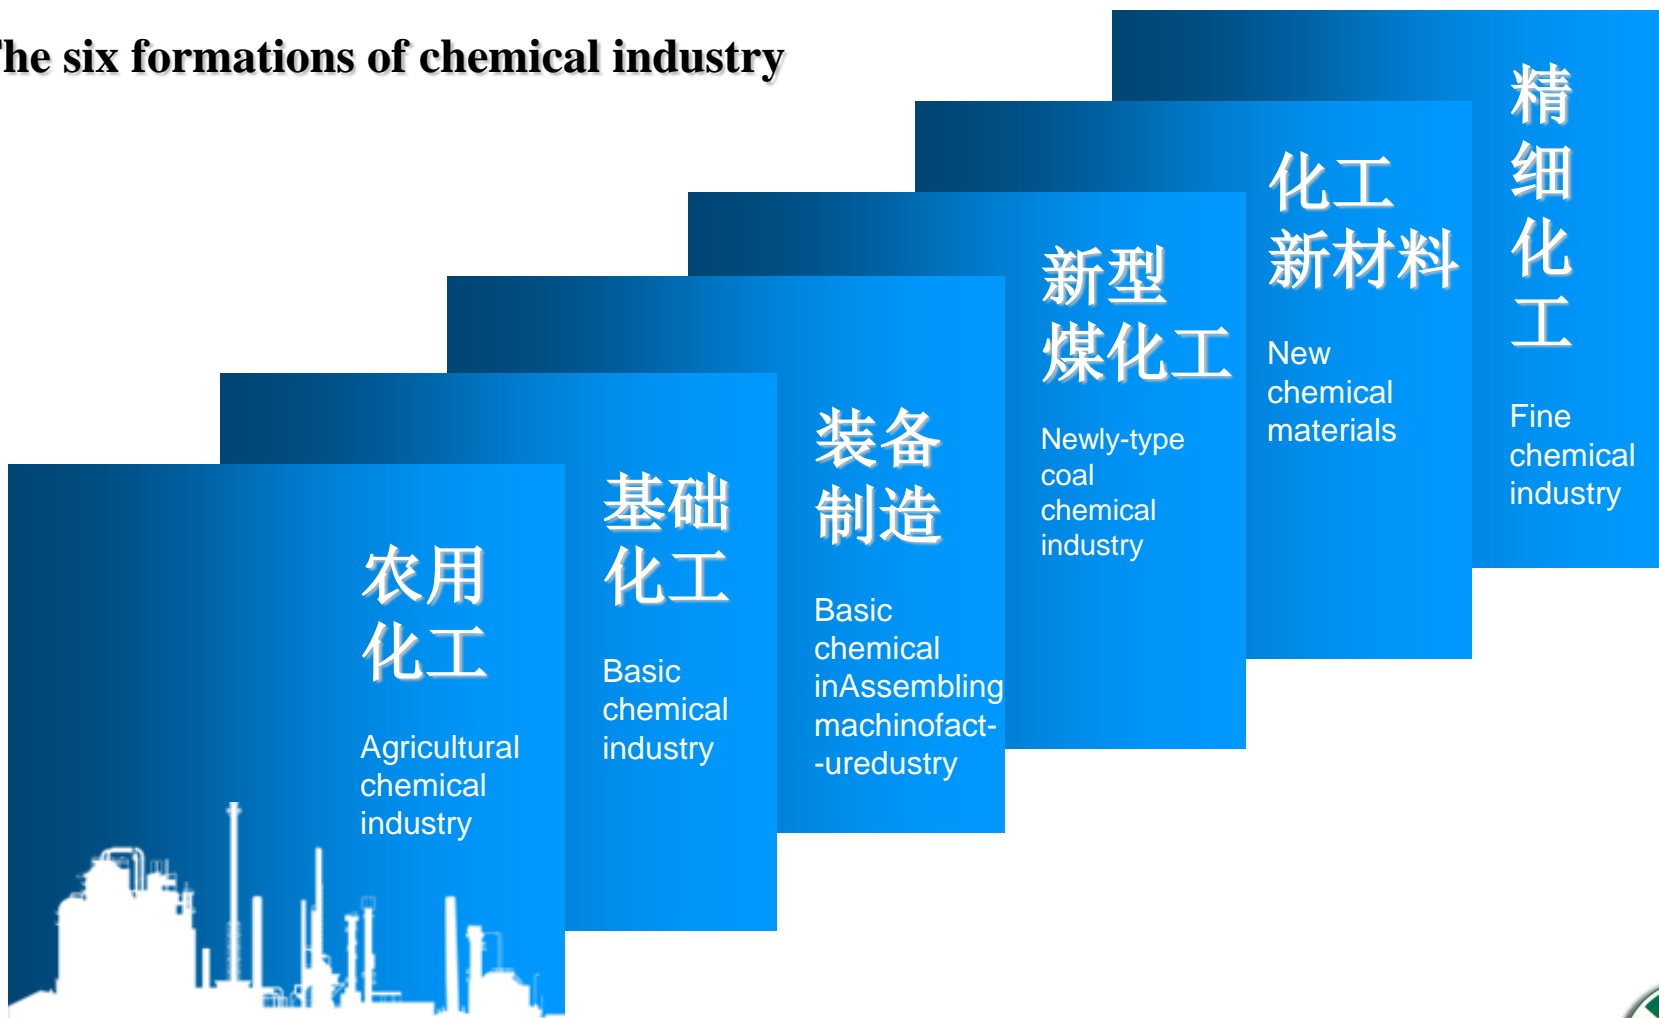 he six formations of chemical industry
农用
化工
Agricultural
chemical
industry
基础
化工
Basic
chemical
industry
装备
制造
Basic
chemical
inAssembling
machinofact-
-uredustry
新型
煤化工
Newly-type
coal
chemical
industry
化工
新材料
New
chemical
materials
精
细
化
工
Fine
chemical
industry